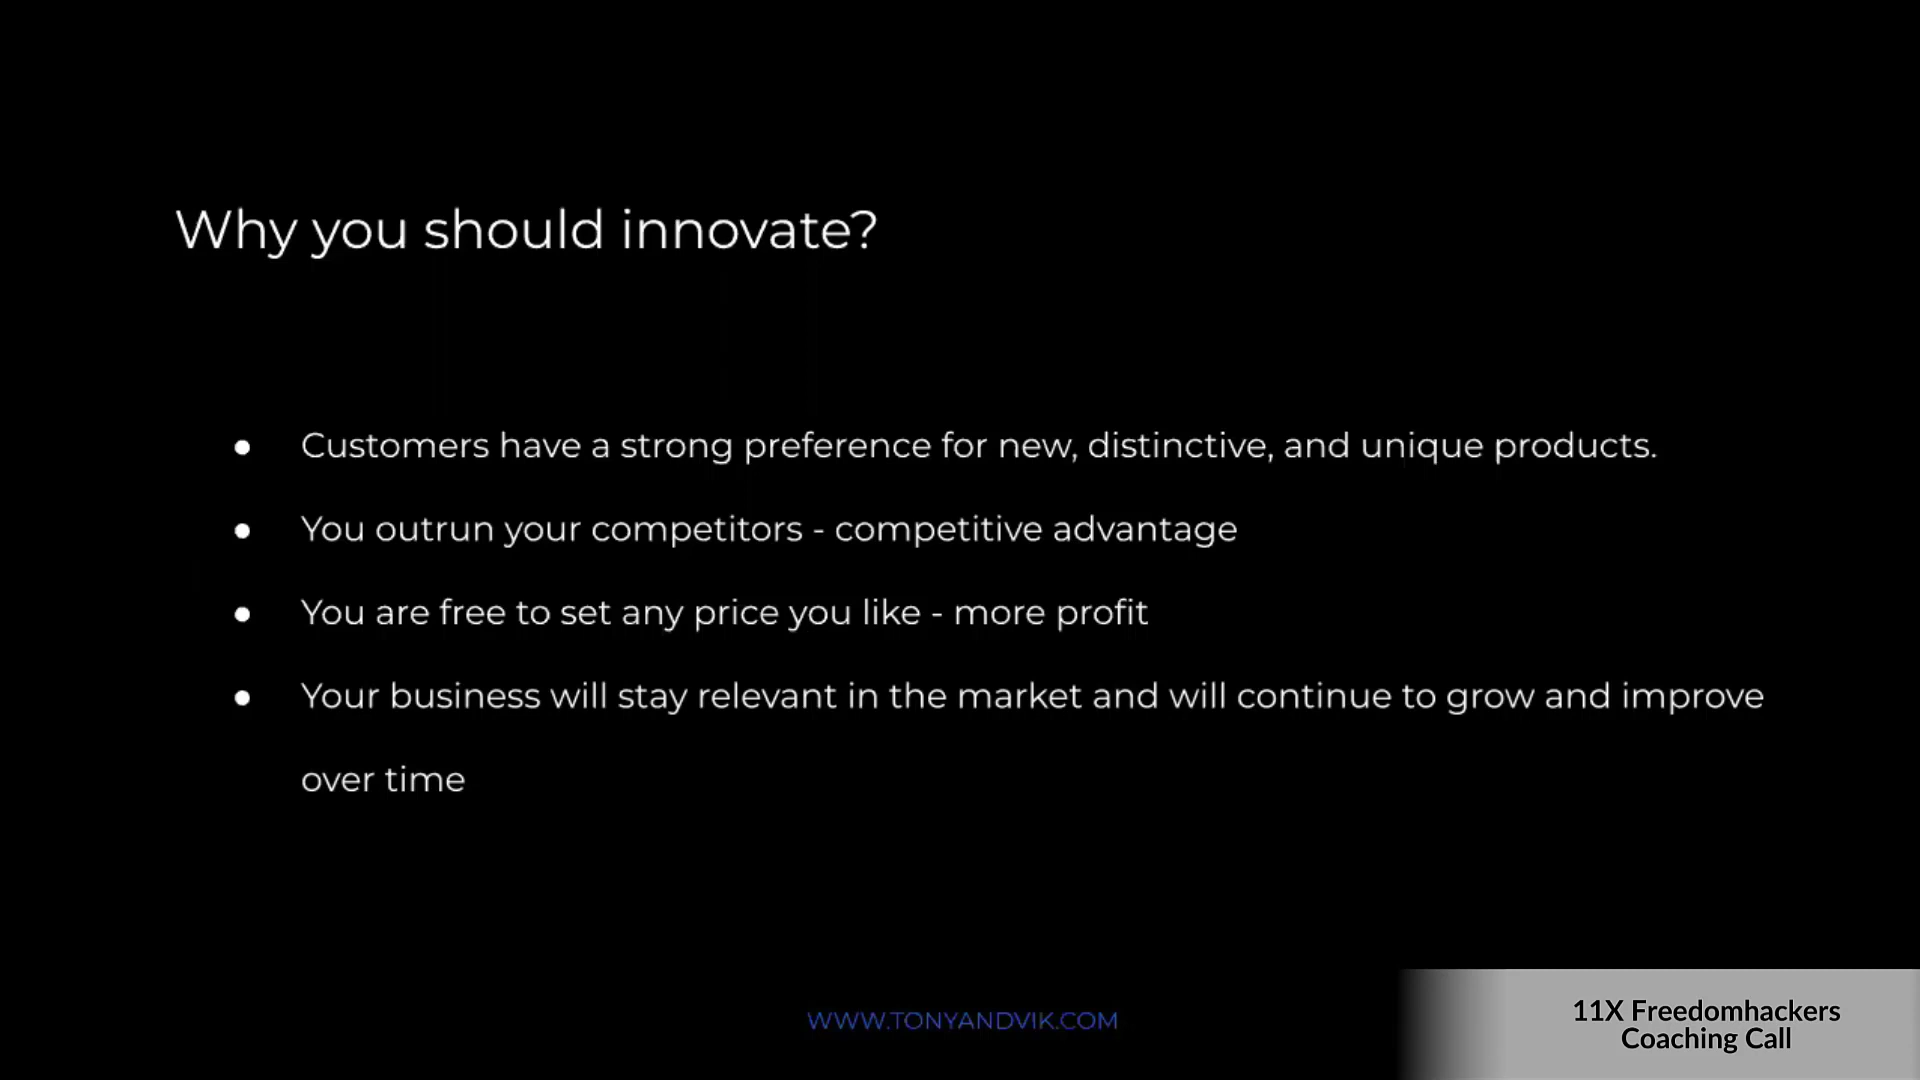 Why you should innovate?
● Customers have a strong preference for new, distinctive, and unique products.
● You outrun your competitors - competitive advantage
● You are free to set any price you like - more profit
● Your business will stay relevant in the market and will continue to grow and improve
over time
WWW.TONYANDVIK.COM
11X Freedomhackers
Coaching Call